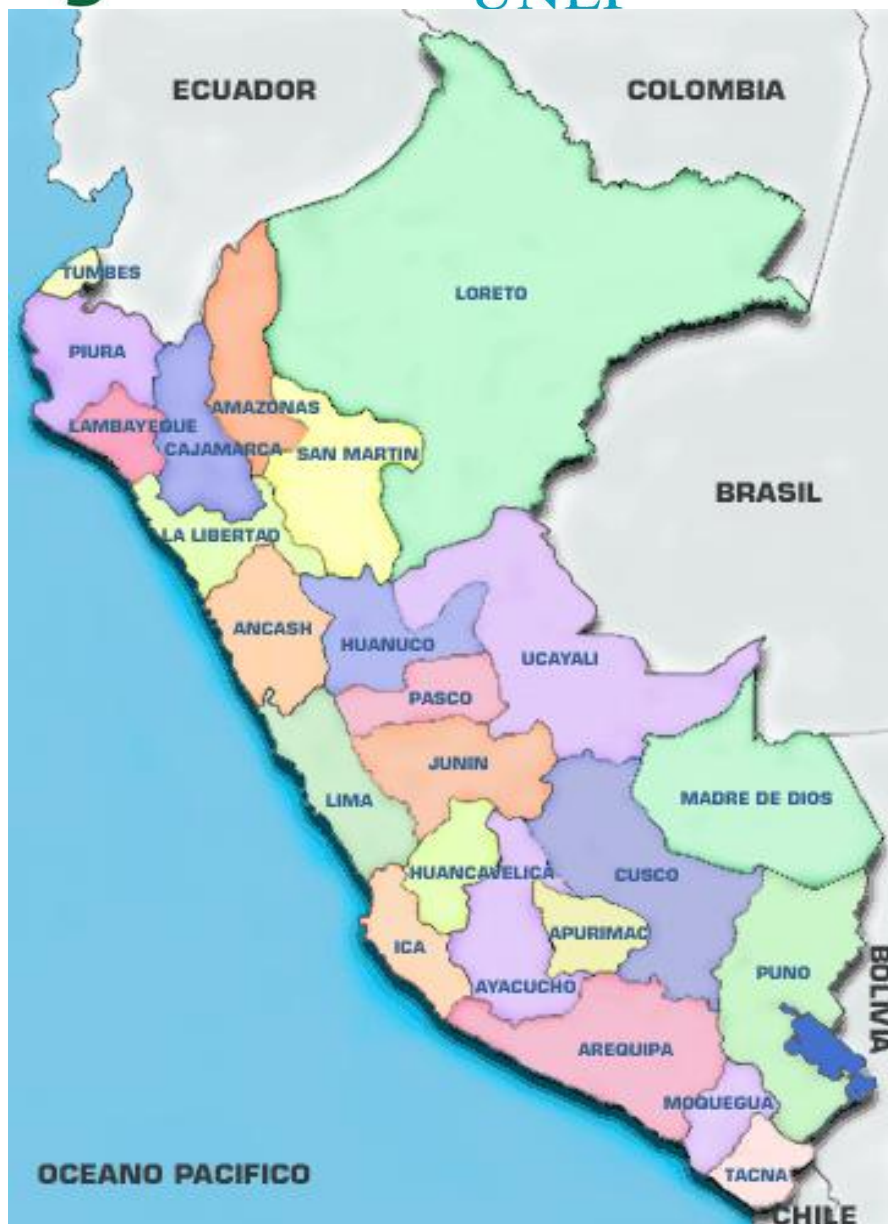 UNEP
ECUADOR
COLOMBIA
TUMBES
LORETO
PIURA
AMAZONAS
LAMBAYEQUE
CAJAMARCA
SAN MARTIN
BRASIL
LA LIBERTAD
ANCASH
HUANUCO
UCAYALI
PASCO
JUNIN
LIMA
MADRE DE DIOS
HUANCAVELICA
CUSCO
APURIMAC
ICA
PUNO
BOLIVIA
AYACUCHO
AREQUIPA
MOQUEGUA
OCEANO PACIFICO
TACNA
CHILE